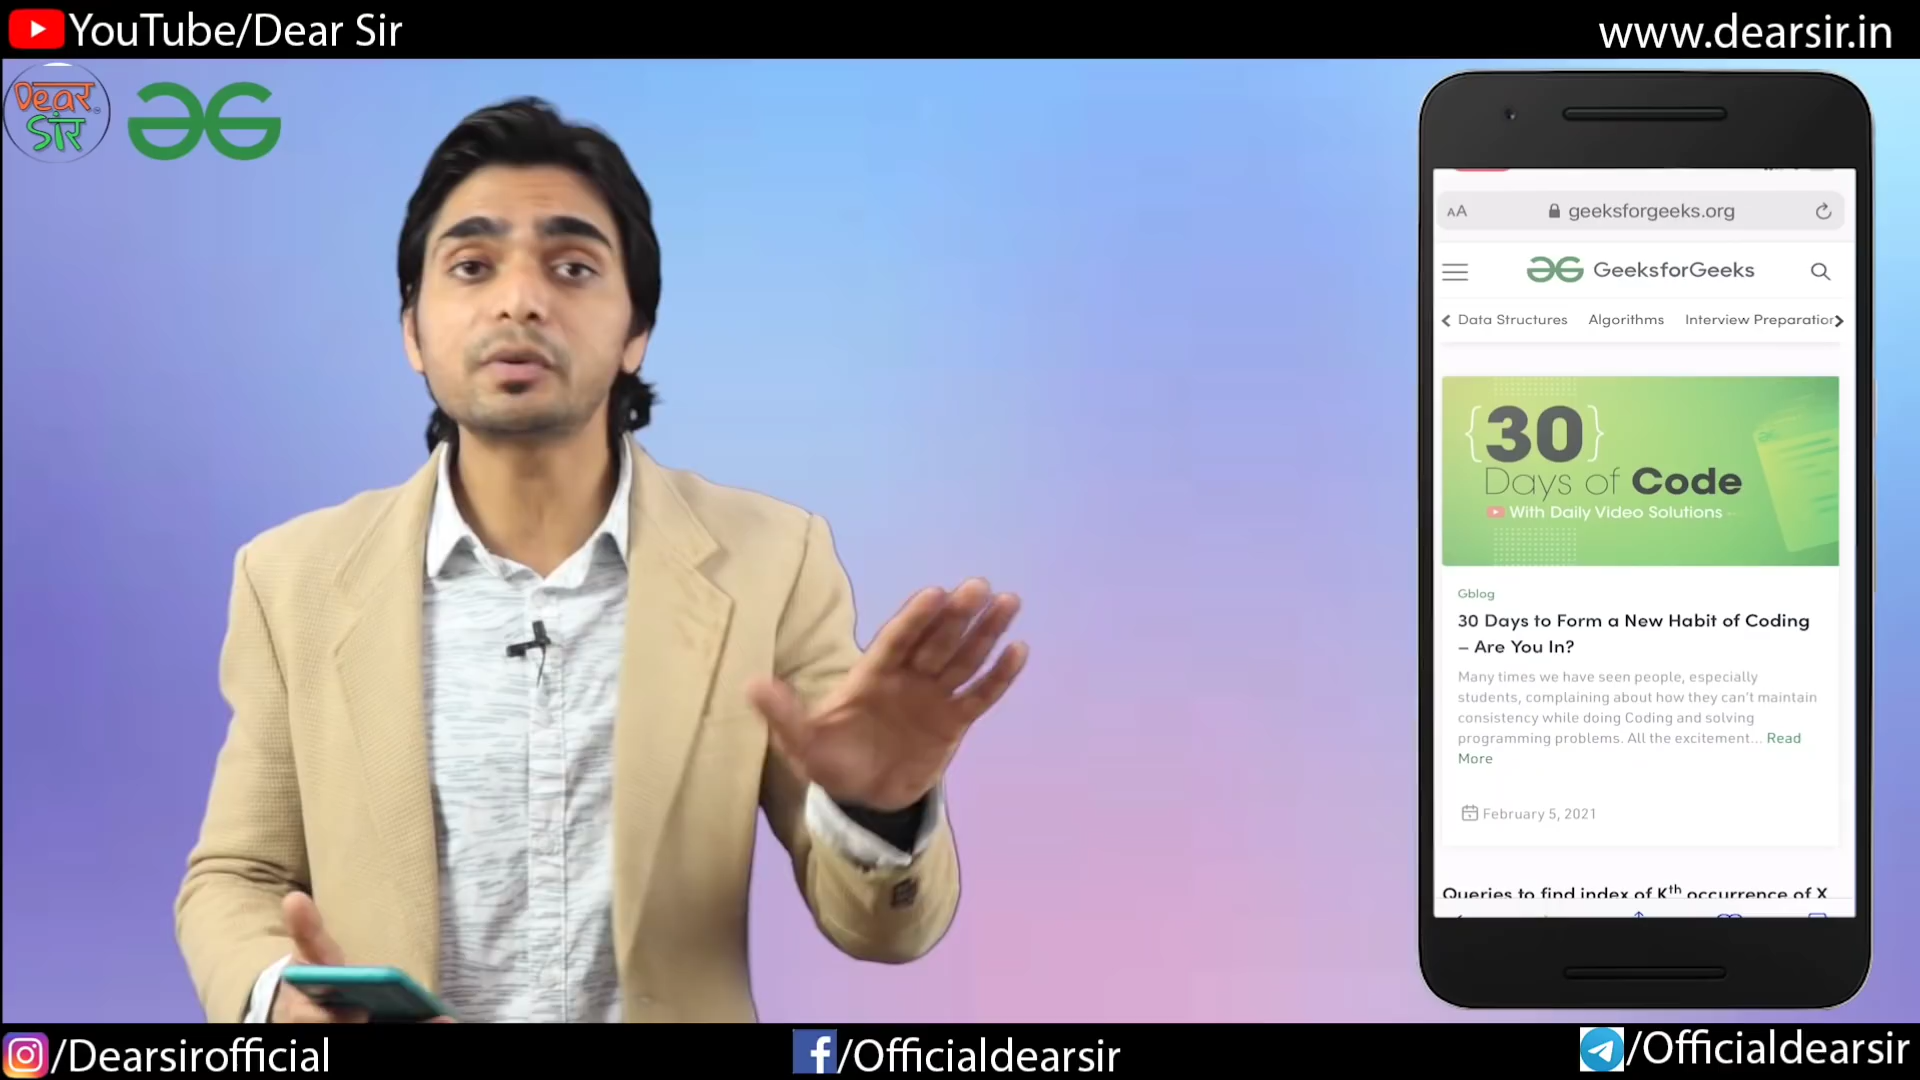 YouTube/Dear Sir
www.dearsir.in
Dearर
सर
AA
geeksforgeeks.org
GeeksforGeeks
Data Structures Algorithms Interview Preparation
{30}
Days of Code
With Daily Video Solutions
Gblog
30 Days to Form a New Habit of Coding
– Are You In?
Many times we have seen people, especially
students, complaining about how they can't maintain
consistency while doing Coding and solving
programming problems. All the excitement... Read
More
February 5, 2021
Queries to find index of Kth occurrence of X
/Dearsirofficial
/Officialdearsir
/Officialdearsir